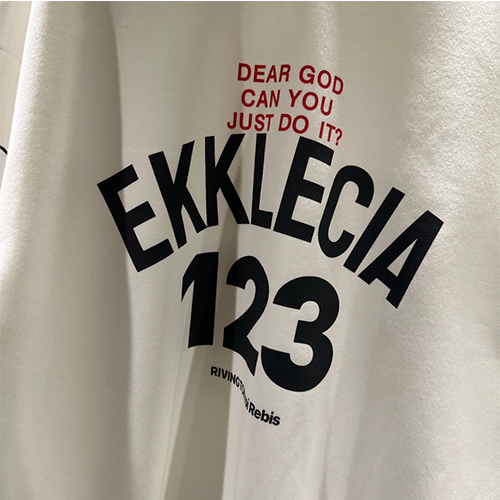 DEAR GOD
CAN YOU
JUST DO IT?
EKKLECIA
123
Rebis